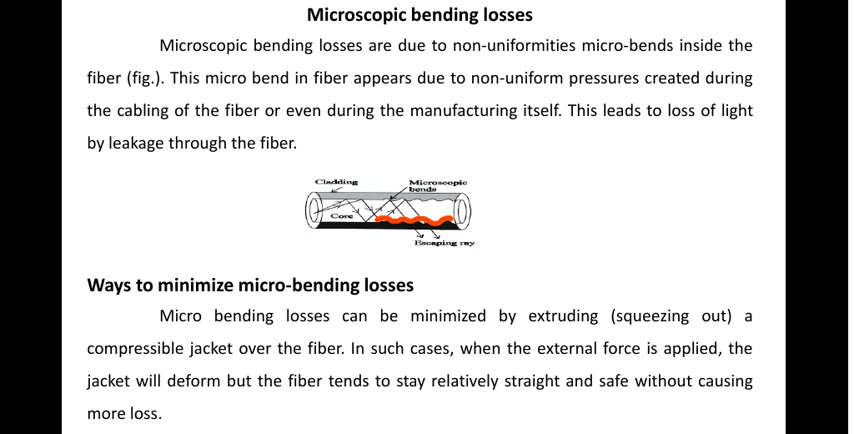 Microscopic bending losses
Microscopic bending losses are due to non-uniformities micro-bends inside the
fiber (fig.). This micro bend in fiber appears due to non-uniform pressures created during
the cabling of the fiber or even during the manufacturing itself. This leads to loss of light
by leakage through the fiber.
Cladding
Microscopic
bends
Core
Escaping ray
Ways to minimize micro-bending losses
Micro bending losses can be minimized by extruding (squeezing out) a
compressible jacket over the fiber. In such cases, when the external force is applied, the
jacket will deform but the fiber tends to stay relatively straight and safe without causing
more loss.